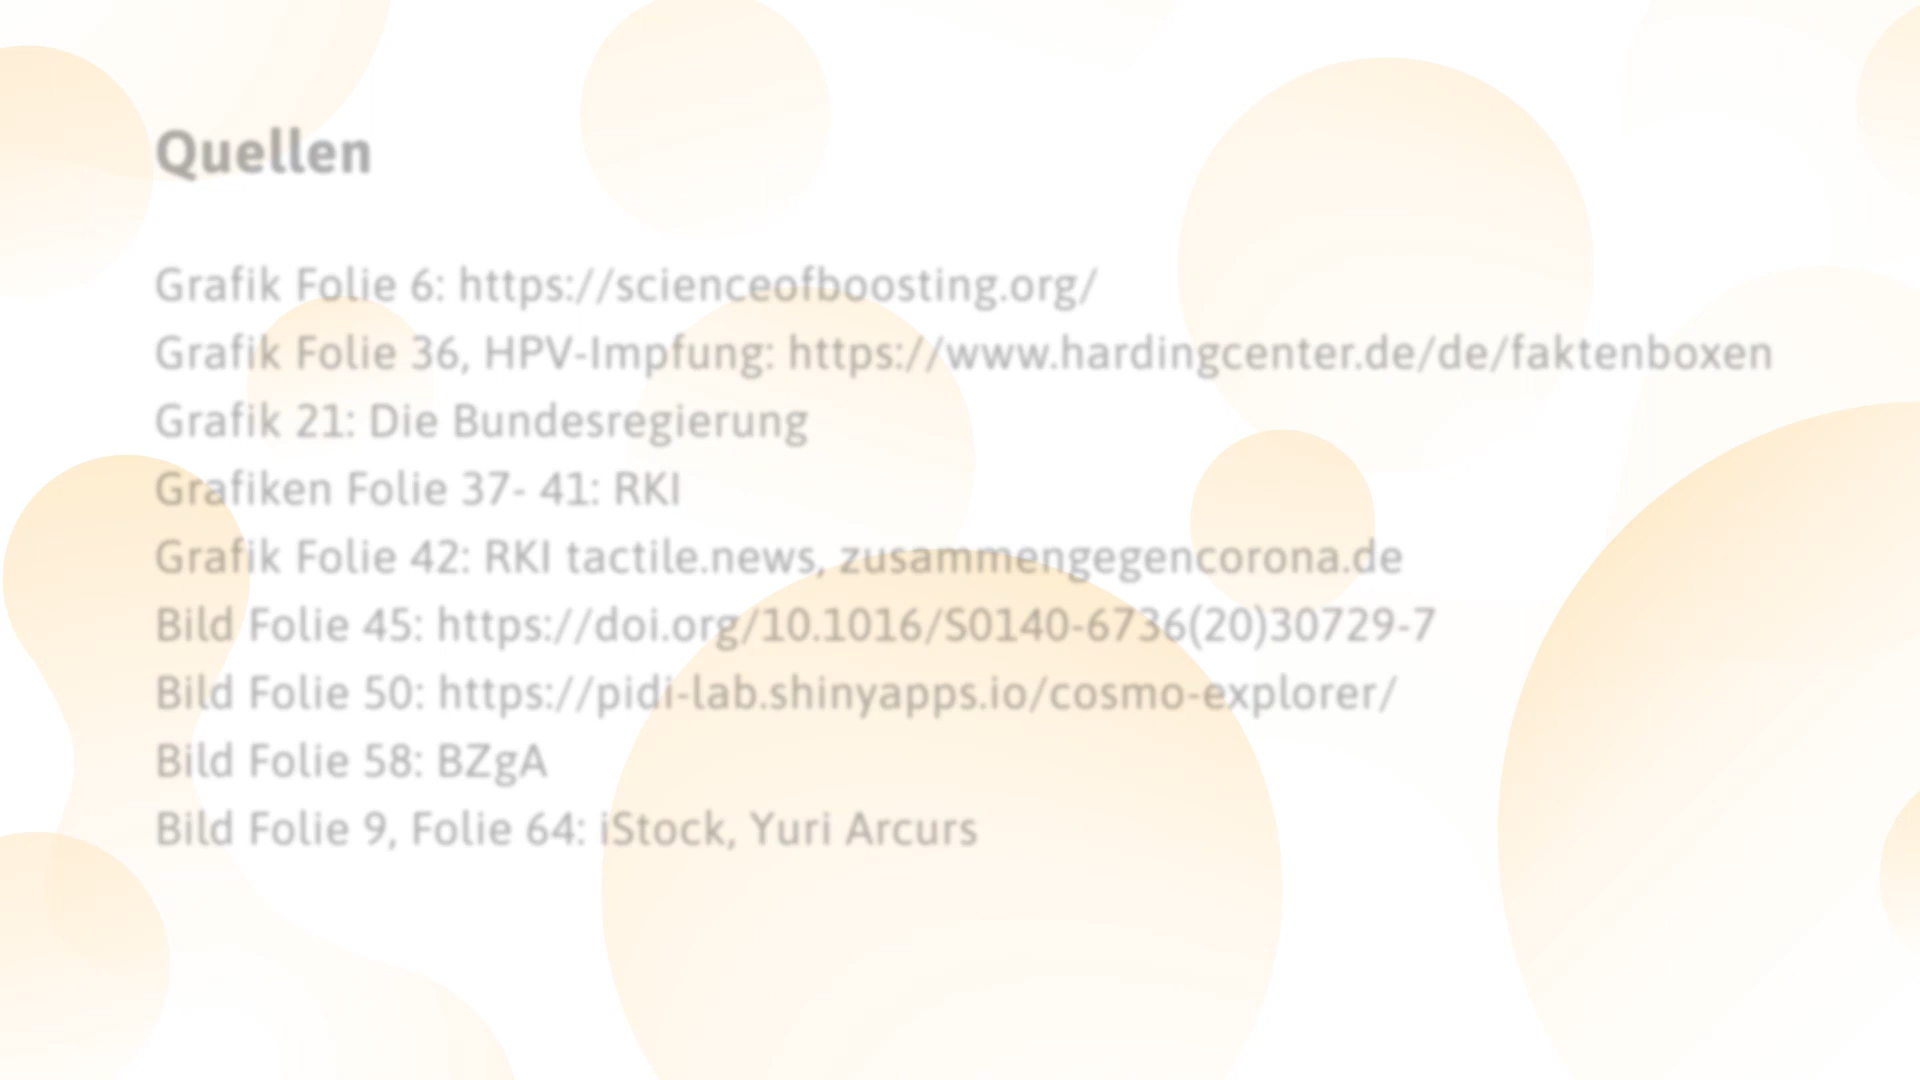 Quellen
Grafik Folie 6: https://scienceofboosting.org/
Grafik Folie 36, HPV-Impfung: https://www.hardingcenter.de/de/faktenboxen
Grafik 21: Die Bundesregierung
Grafiken Folie 37- 41: RKI
Grafik Folie 42: RKI tactile.news, zusammengegencorona.de
Bild Folie 45: https://doi.org/10.1016/S0140-6736(20)30729-7
Bild Folie 50: https://pidi-lab.shinyapps.io/cosmo-explorer/
Bild Folie 58: BZgA
Bild Folie 9, Folie 64: iStock, Yuri Arcurs